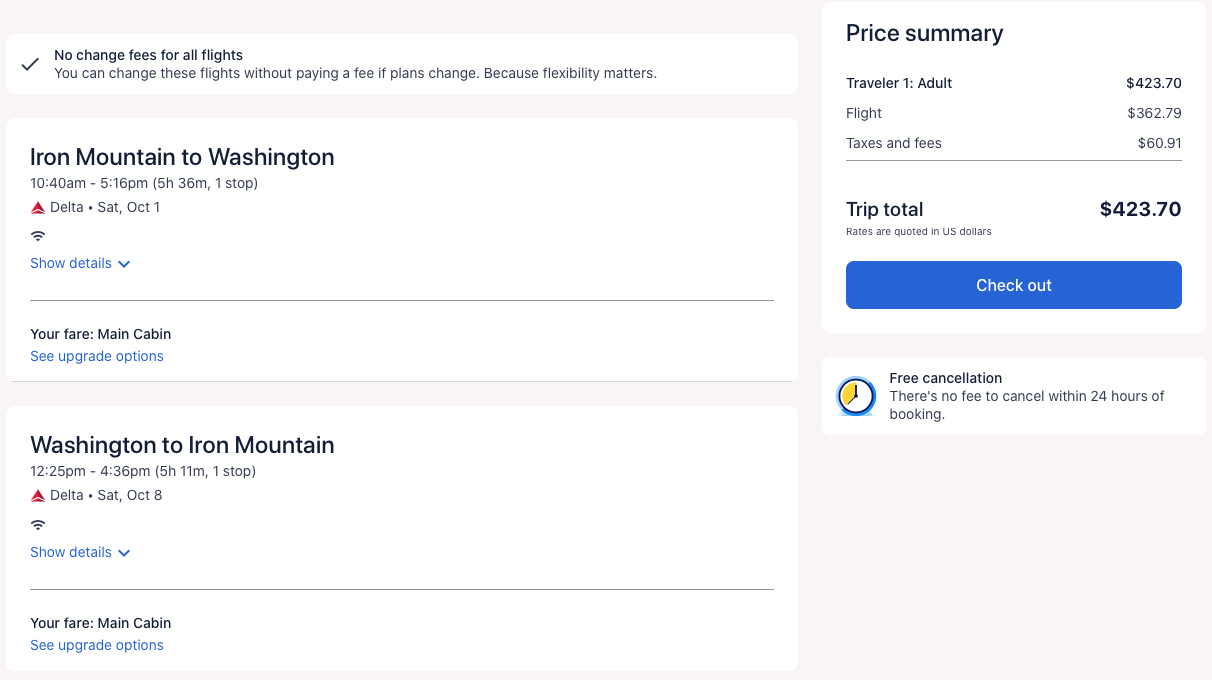 No change fees for all flights
You can change these flights without paying a fee if plans change. Because flexibility matters.
Iron Mountain to Washington
10:40am - 5:16pm (5h 36m, 1 stop)
Delta • Sat, Oct 1
Show details
Your fare: Main Cabin
See upgrade options
Washington to Iron Mountain
12:25pm - 4:36pm (5h 11m, 1 stop)
Delta • Sat, Oct 8
Show details
Your fare: Main Cabin
See upgrade options
Price summary
Traveler 1: Adult $423.70
Flight $362.79
Taxes and fees $60.91
Trip total $423.70
Rates are quoted in US dollars
Check out
Free cancellation
There's no fee to cancel within 24 hours of
booking.